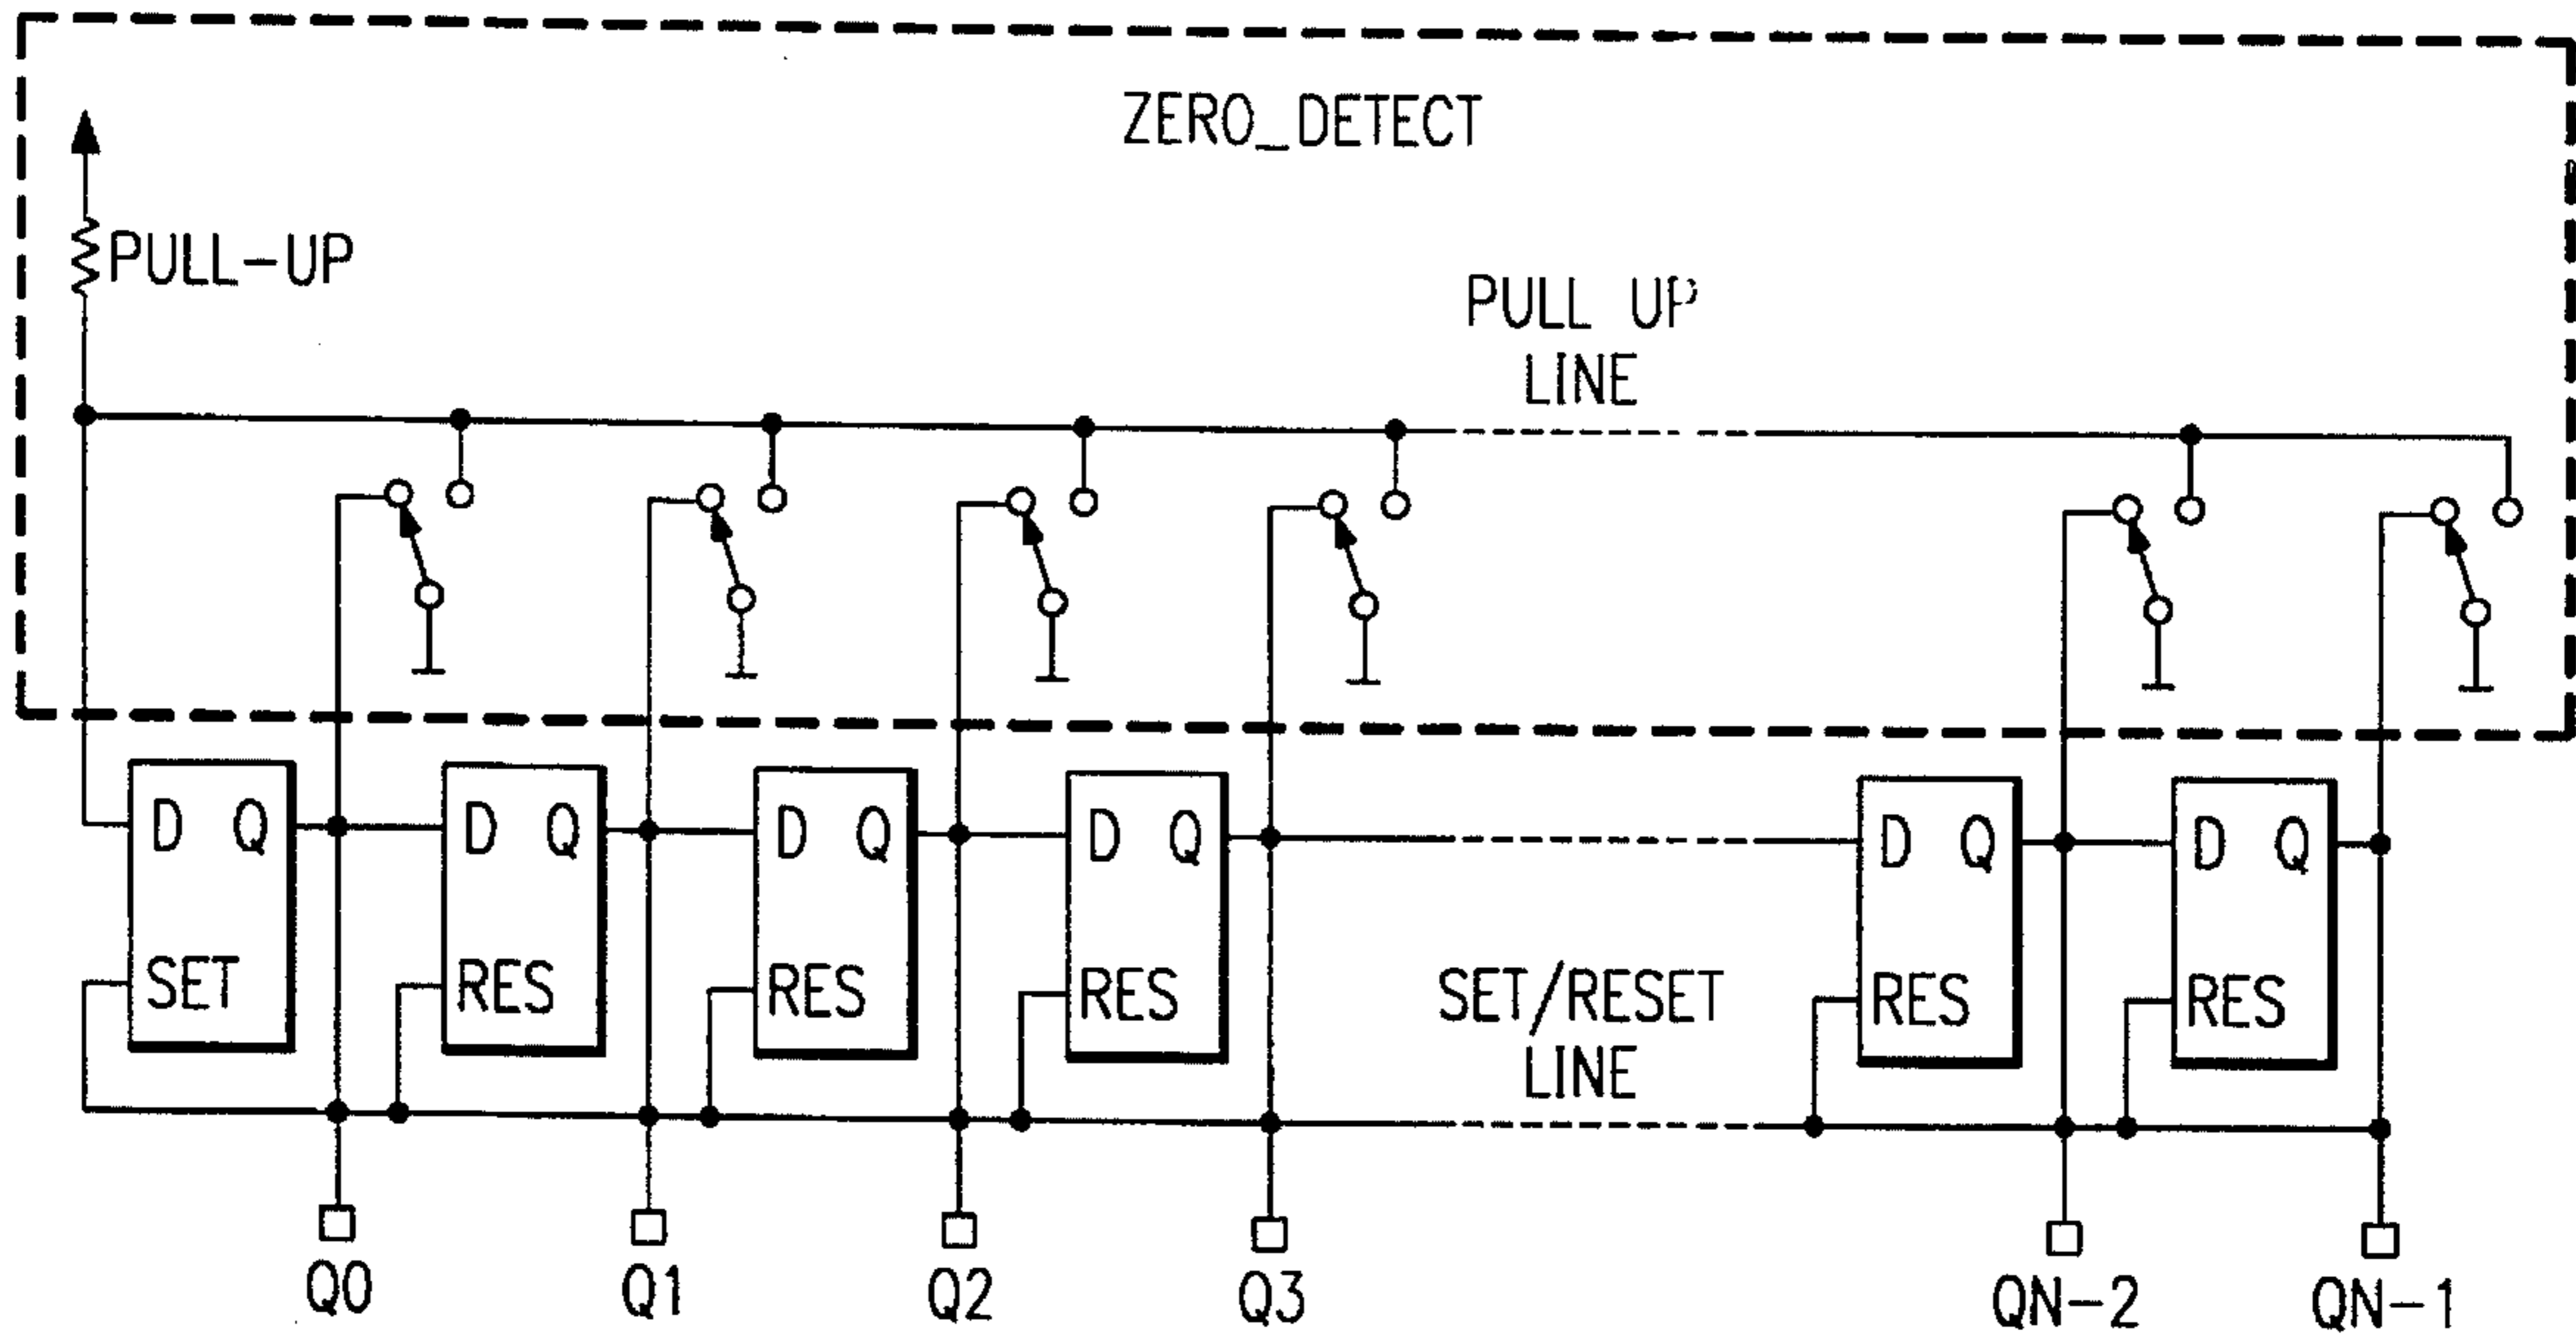 ZERO_DETECT
PULL-UP
PULL UP
LINE
D Q D Q D Q D Q D Q D Q
SET RES RES RES RES RES
SET/RESET
LINE
Q0 Q1 Q2 Q3 QN-2 QN-1